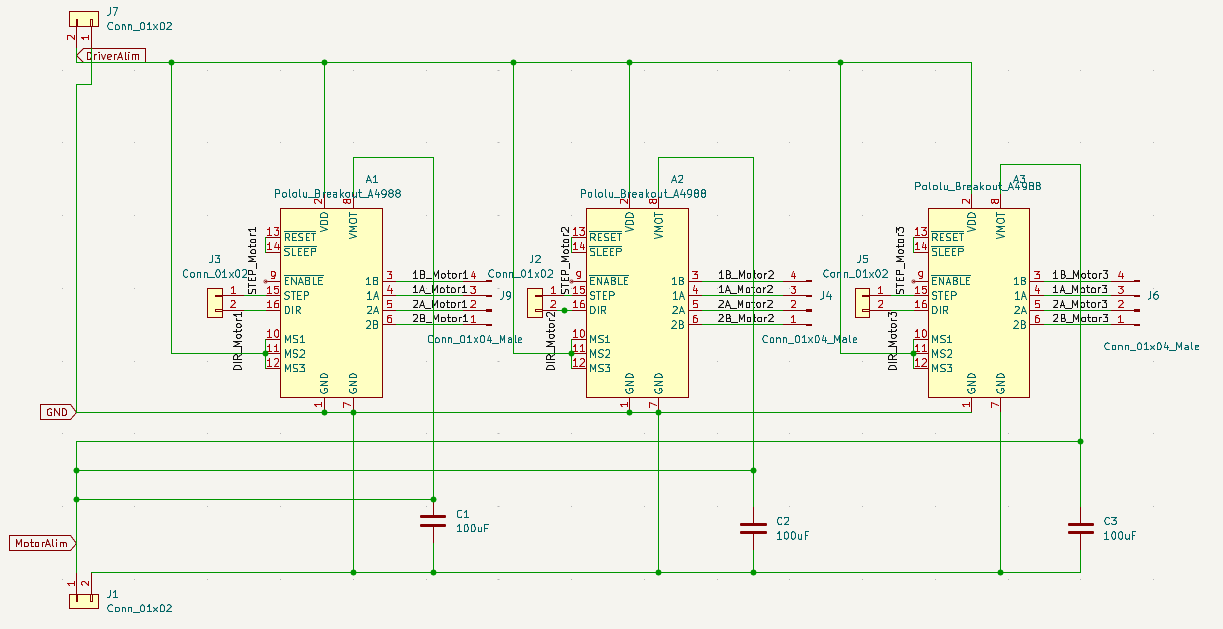 J7
Conn_01x02
2
1
DriverAlim
A1
Pololu_Breakout_A4988
2
8
VDD
VMOT
13
RESET
14
SLEEP
9
ENABLE
15
STEP
16
DIR
10
MS1
11
MS2
12
MS3
3
1B
4
1A
5
2A
6
2B
GND
GND
1
7
STEP_Motor1
DIR_Motor1
J3
Conn_01x02
1
2
1B_Motor1
4
1A_Motor1
3
2A_Motor1
2
2B_Motor1
1
J9
Conn_01x04_Male
A2
Pololu_Breakout_A4988
2
8
VDD
VMOT
13
RESET
14
SLEEP
9
ENABLE
15
STEP
16
DIR
10
MS1
11
MS2
12
MS3
3
1B
4
1A
5
2A
6
2B
GND
GND
1
7
STEP_Motor2
DIR_Motor2
J2
Conn_01x02
1
2
1B_Motor2
4
1A_Motor2
3
2A_Motor2
2
2B_Motor2
1
J4
Conn_01x04_Male
A3
Pololu_Breakout_A4988
2
8
VDD
VMOT
13
RESET
14
SLEEP
9
ENABLE
15
STEP
16
DIR
10
MS1
11
MS2
12
MS3
3
1B
4
1A
5
2A
6
2B
GND
GND
1
7
STEP_Motor3
DIR_Motor3
J5
Conn_01x02
1
2
1B_Motor3
4
1A_Motor3
3
2A_Motor3
2
2B_Motor3
1
J6
Conn_01x04_Male
GND
C1
100uF
C2
100uF
C3
100uF
MotorAlim
1
2
J1
Conn_01x02